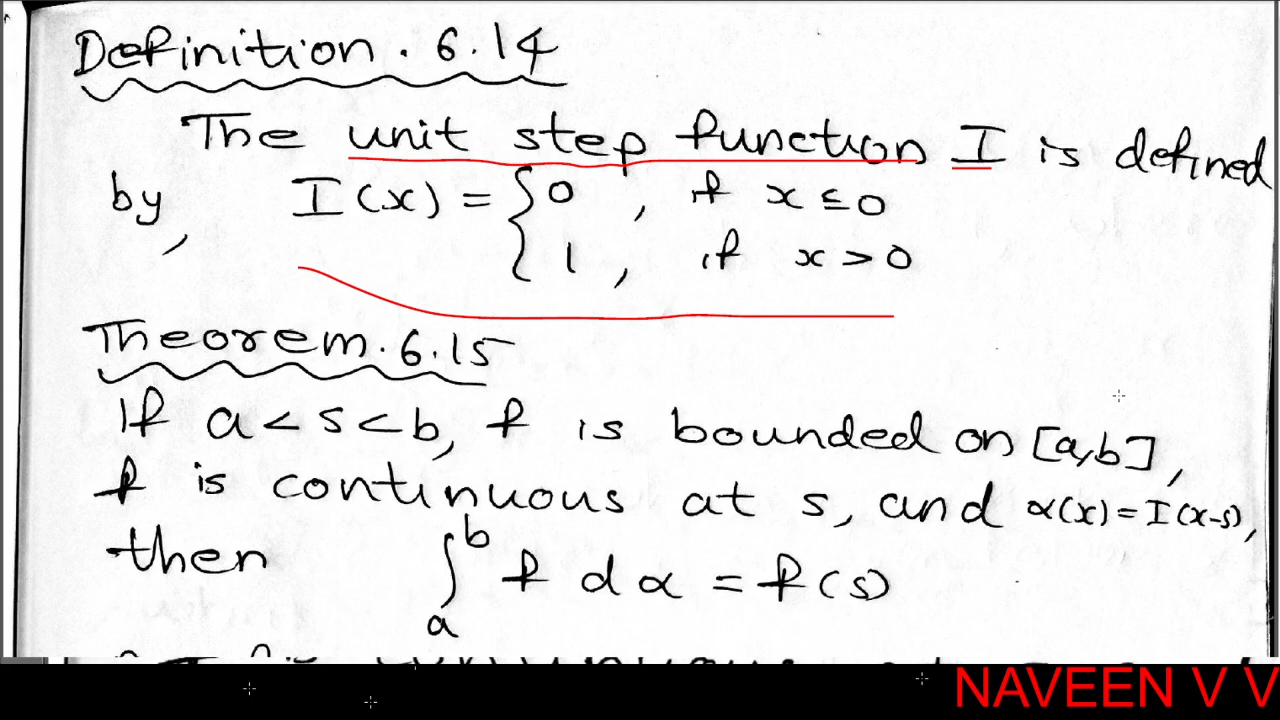 Definition. 6.14
The unit step function I is defined
by, I(x) = { 0 , if x ≤ 0
1 , if x > 0
Theorem. 6.15
If a < s < b, f is bounded on [a,b],
f is continuous at s, and α(x) = I(x-s),
then ∫ₐᵇ f dα = f(s)
NAVEEN V V